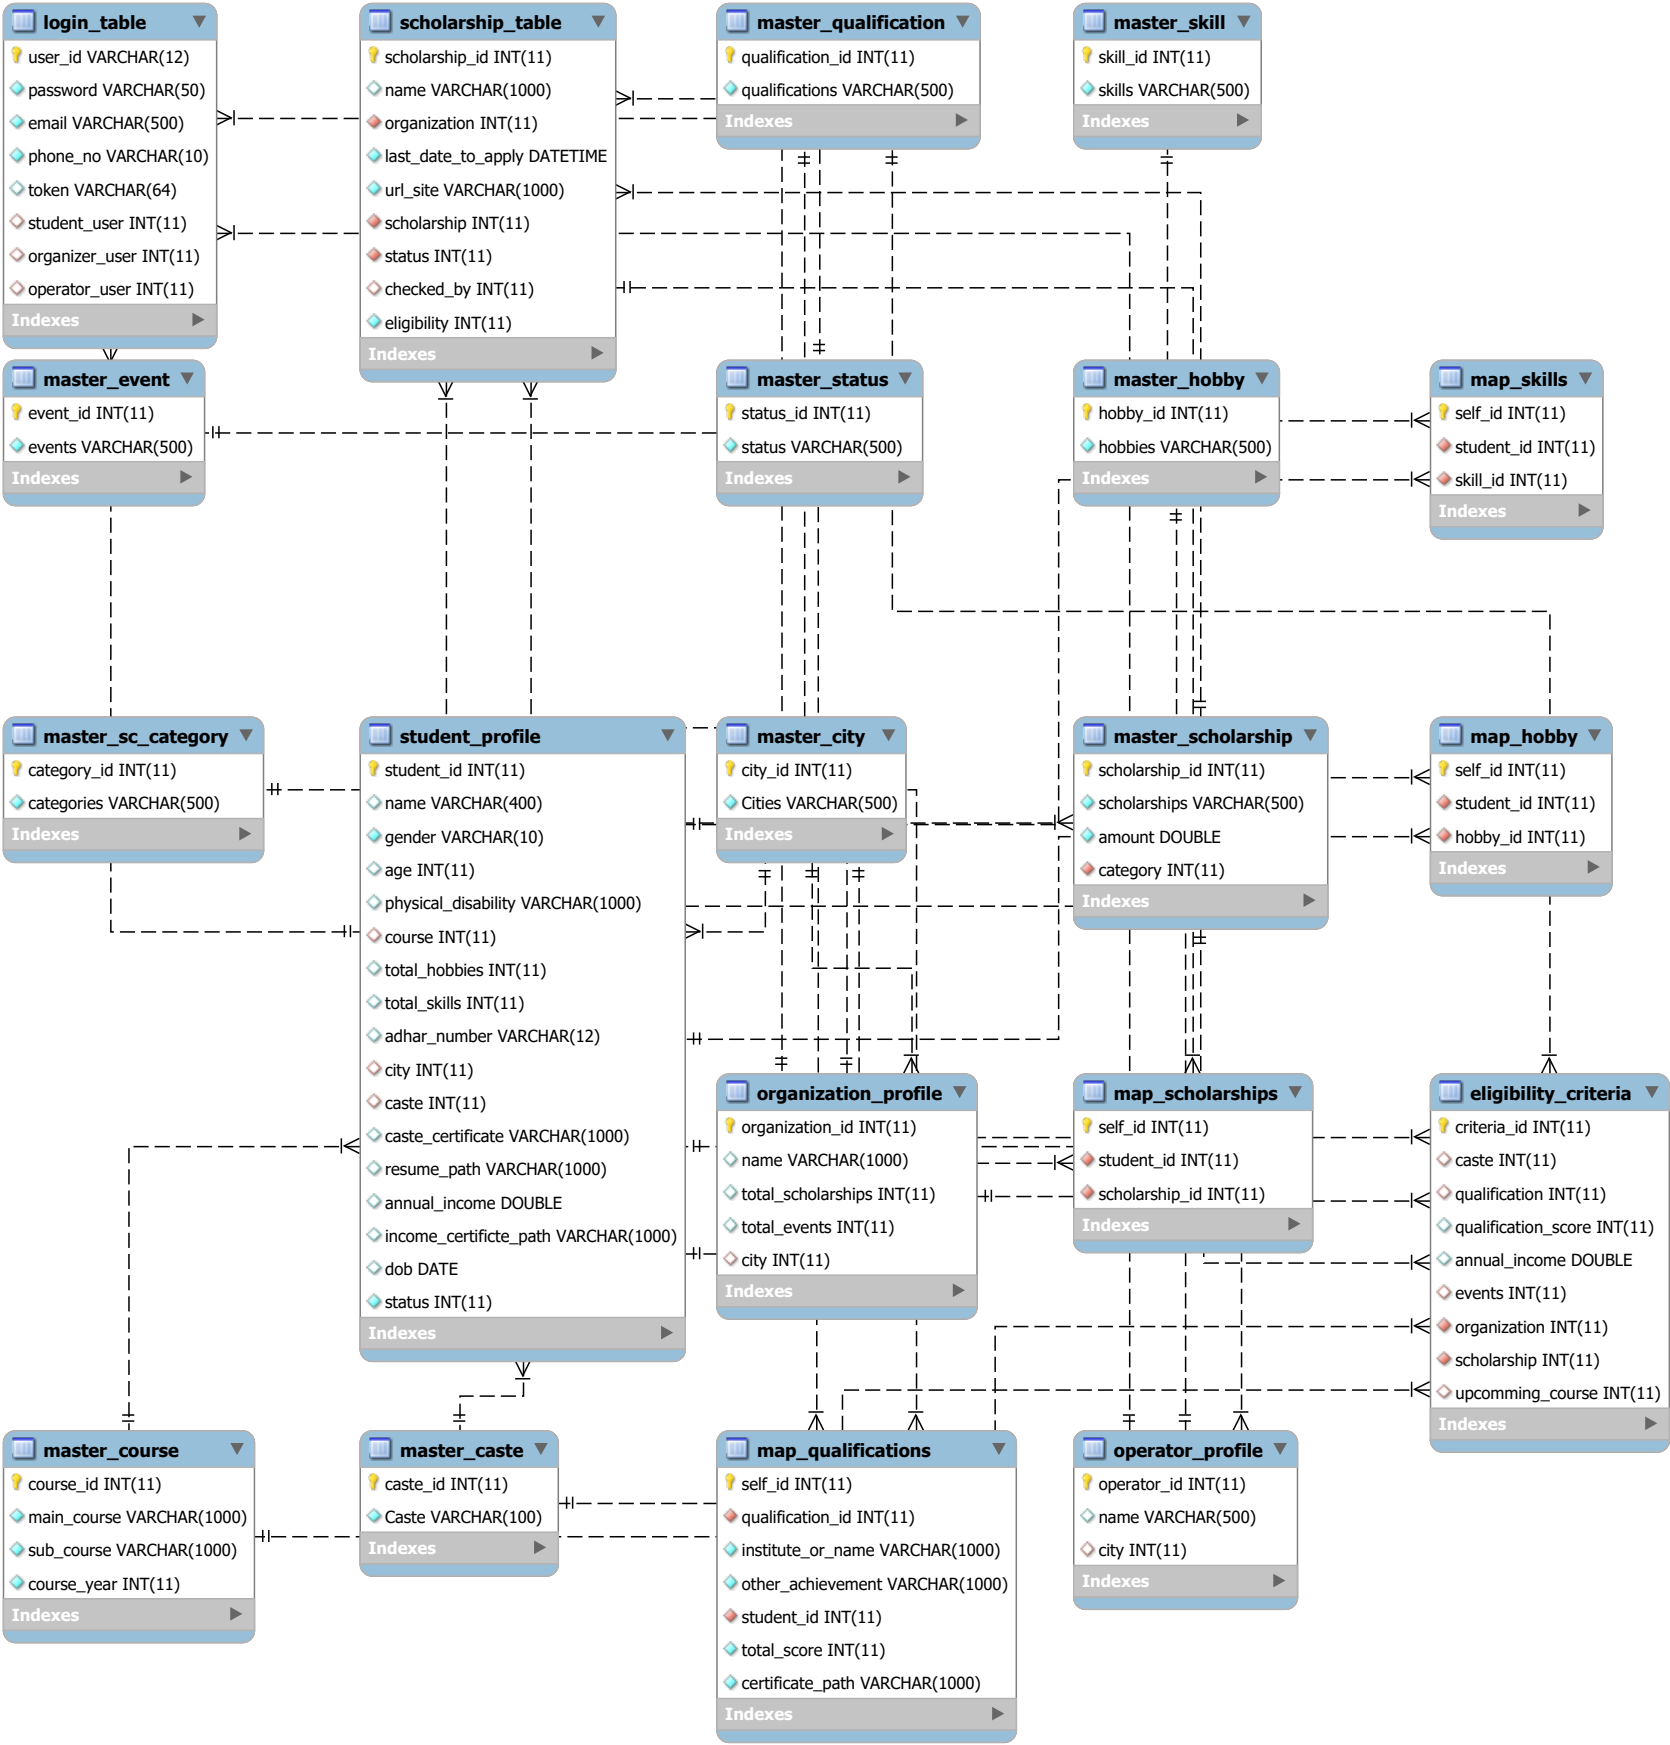 login_table
user_id VARCHAR(12)
password VARCHAR(50)
email VARCHAR(500)
phone_no VARCHAR(10)
token VARCHAR(64)
student_user INT(11)
organizer_user INT(11)
operator_user INT(11)
Indexes
scholarship_table
scholarship_id INT(11)
name VARCHAR(1000)
organization INT(11)
last_date_to_apply DATETIME
url_site VARCHAR(1000)
scholarship INT(11)
status INT(11)
checked_by INT(11)
eligibility INT(11)
Indexes
master_qualification
qualification_id INT(11)
qualifications VARCHAR(500)
Indexes
master_skill
skill_id INT(11)
skills VARCHAR(500)
Indexes
master_event
event_id INT(11)
events VARCHAR(500)
Indexes
master_status
status_id INT(11)
status VARCHAR(500)
Indexes
master_hobby
hobby_id INT(11)
hobbies VARCHAR(500)
Indexes
map_skills
self_id INT(11)
student_id INT(11)
skill_id INT(11)
Indexes
master_sc_category
category_id INT(11)
categories VARCHAR(500)
Indexes
student_profile
student_id INT(11)
name VARCHAR(400)
gender VARCHAR(10)
age INT(11)
physical_disability VARCHAR(1000)
course INT(11)
total_hobbies INT(11)
total_skills INT(11)
adhar_number VARCHAR(12)
city INT(11)
caste INT(11)
caste_certificate VARCHAR(1000)
resume_path VARCHAR(1000)
annual_income DOUBLE
income_certificte_path VARCHAR(1000)
dob DATE
status INT(11)
Indexes
master_city
city_id INT(11)
Cities VARCHAR(500)
Indexes
master_scholarship
scholarship_id INT(11)
scholarships VARCHAR(500)
amount DOUBLE
category INT(11)
Indexes
map_hobby
self_id INT(11)
student_id INT(11)
hobby_id INT(11)
Indexes
organization_profile
organization_id INT(11)
name VARCHAR(1000)
total_scholarships INT(11)
total_events INT(11)
city INT(11)
Indexes
map_scholarships
self_id INT(11)
student_id INT(11)
scholarship_id INT(11)
Indexes
eligibility_criteria
criteria_id INT(11)
caste INT(11)
qualification INT(11)
qualification_score INT(11)
annual_income DOUBLE
events INT(11)
organization INT(11)
scholarship INT(11)
upcomming_course INT(11)
Indexes
master_course
course_id INT(11)
main_course VARCHAR(1000)
sub_course VARCHAR(1000)
course_year INT(11)
Indexes
master_caste
caste_id INT(11)
Caste VARCHAR(100)
Indexes
map_qualifications
self_id INT(11)
qualification_id INT(11)
institute_or_name VARCHAR(1000)
other_achievement VARCHAR(1000)
student_id INT(11)
total_score INT(11)
certificate_path VARCHAR(1000)
Indexes
operator_profile
operator_id INT(11)
name VARCHAR(500)
city INT(11)
Indexes